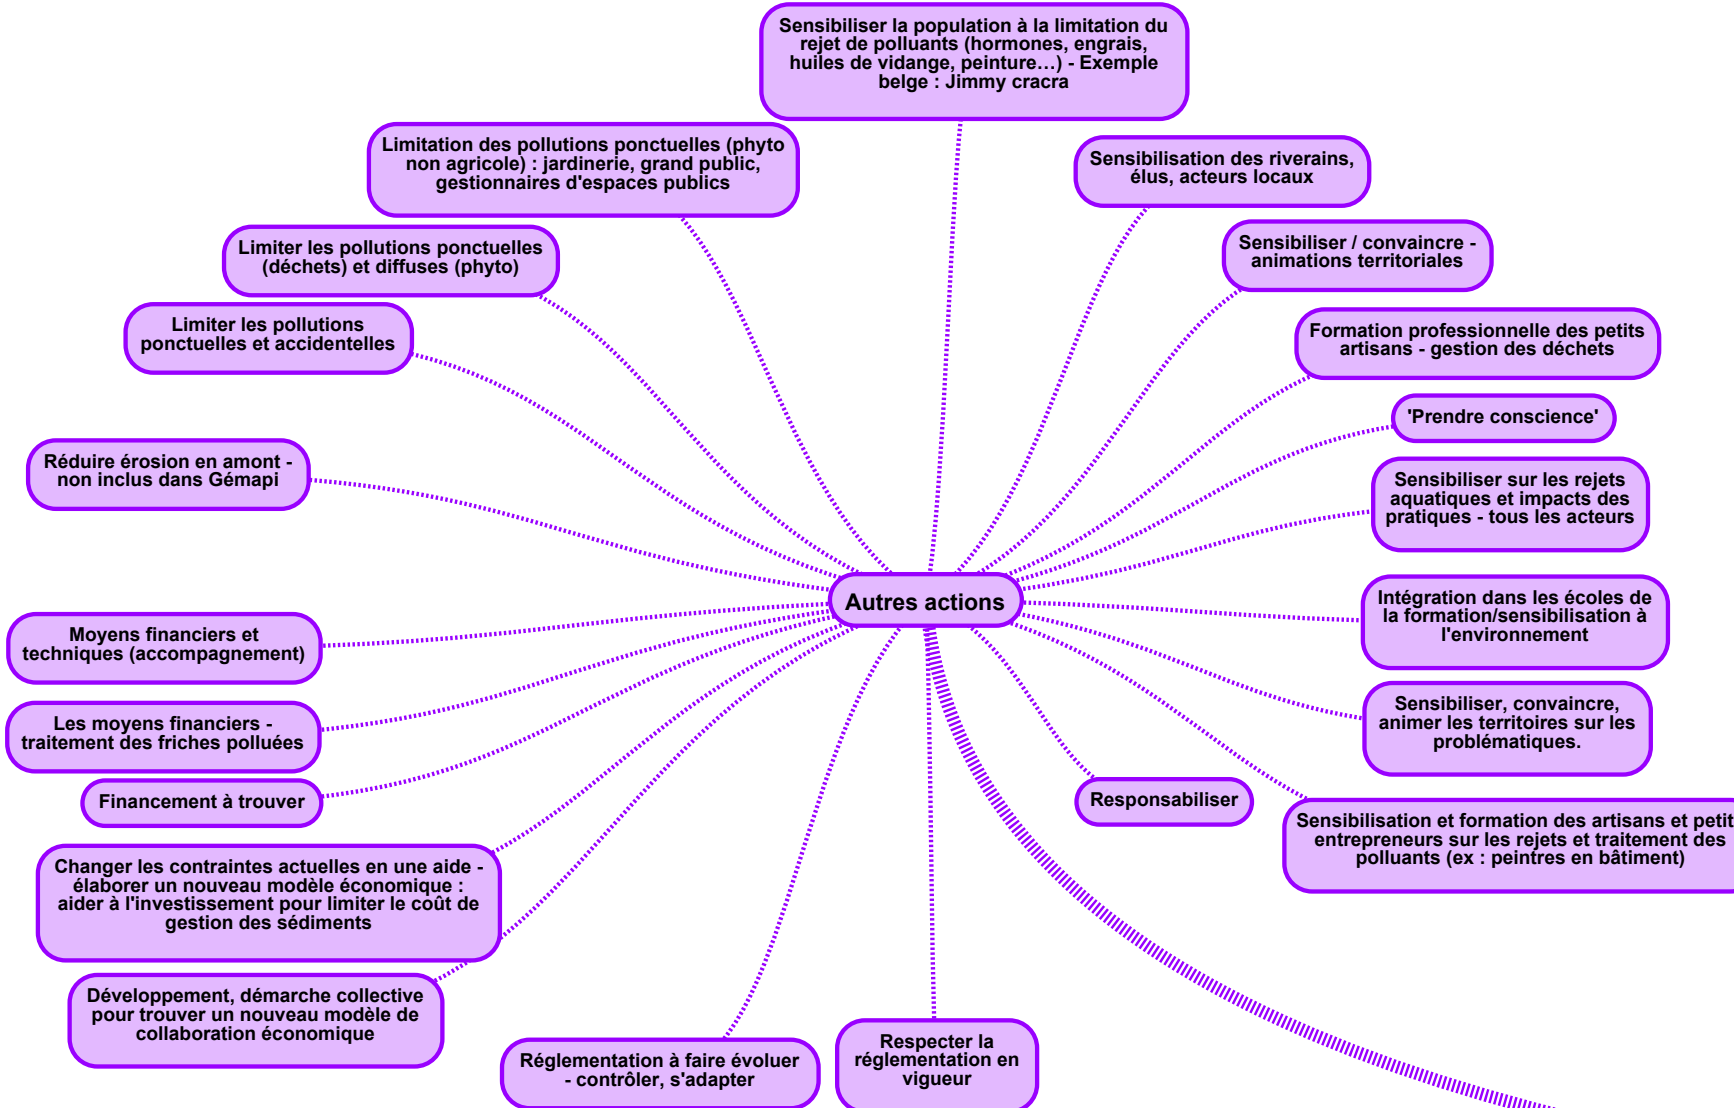 Sensibiliser la population à la limitation du
rejet de polluants (hormones, engrais,
huiles de vidange, peinture...) - Exemple
belge : Jimmy cracra
Limitation des pollutions ponctuelles (phyto
non agricole) : jardinerie, grand public,
gestionnaires d'espaces publics
Sensibilisation des riverains,
élus, acteurs locaux
Limiter les pollutions ponctuelles
(déchets) et diffuses (phyto)
Sensibiliser / convaincre -
animations territoriales
Limiter les pollutions
ponctuelles et accidentelles
Formation professionnelle des petits
artisans - gestion des déchets
'Prendre conscience'
Réduire érosion en amont -
non inclus dans Gémapi
Sensibiliser sur les rejets
aquatiques et impacts des
pratiques - tous les acteurs
Autres actions
Intégration dans les écoles de
la formation/sensibilisation à
l'environnement
Moyens financiers et
techniques (accompagnement)
Sensibiliser, convaincre,
animer les territoires sur les
problématiques.
Les moyens financiers -
traitement des friches polluées
Financement à trouver
Responsabiliser
Sensibilisation et formation des artisans et petit
entrepreneurs sur les rejets et traitement des
polluants (ex : peintres en bâtiment)
Changer les contraintes actuelles en une aide -
élaborer un nouveau modèle économique :
aider à l'investissement pour limiter le coût de
gestion des sédiments
Développement, démarche collective
pour trouver un nouveau modèle de
collaboration économique
Réglementation à faire évoluer
- contrôler, s'adapter
Respecter la
réglementation en
vigueur